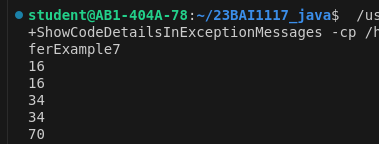 student@AB1-404A-78:~/23BAI1117_java$ /us
+ShowCodeDetailsInExceptionMessages -cp /h
ferExample7
16
16
34
34
70